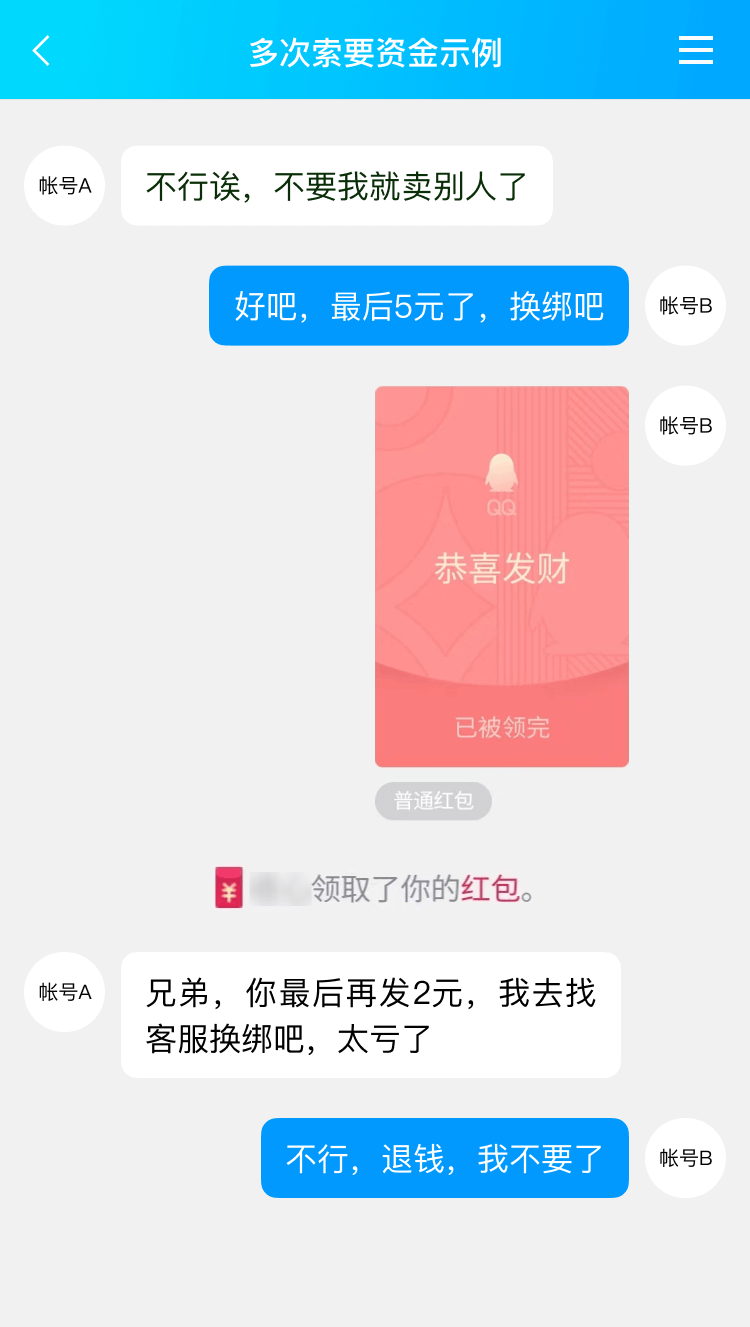 多次索要资金示例
帐号A
不行诶，不要我就卖别人了
好吧，最后5元了，换绑吧
帐号B
帐号B
QQ
恭喜发财
已被领完
普通红包
¥
领取了你的红包。
帐号A
兄弟，你最后再发2元，我去找
客服换绑吧，太亏了
不行，退钱，我不要了
帐号B